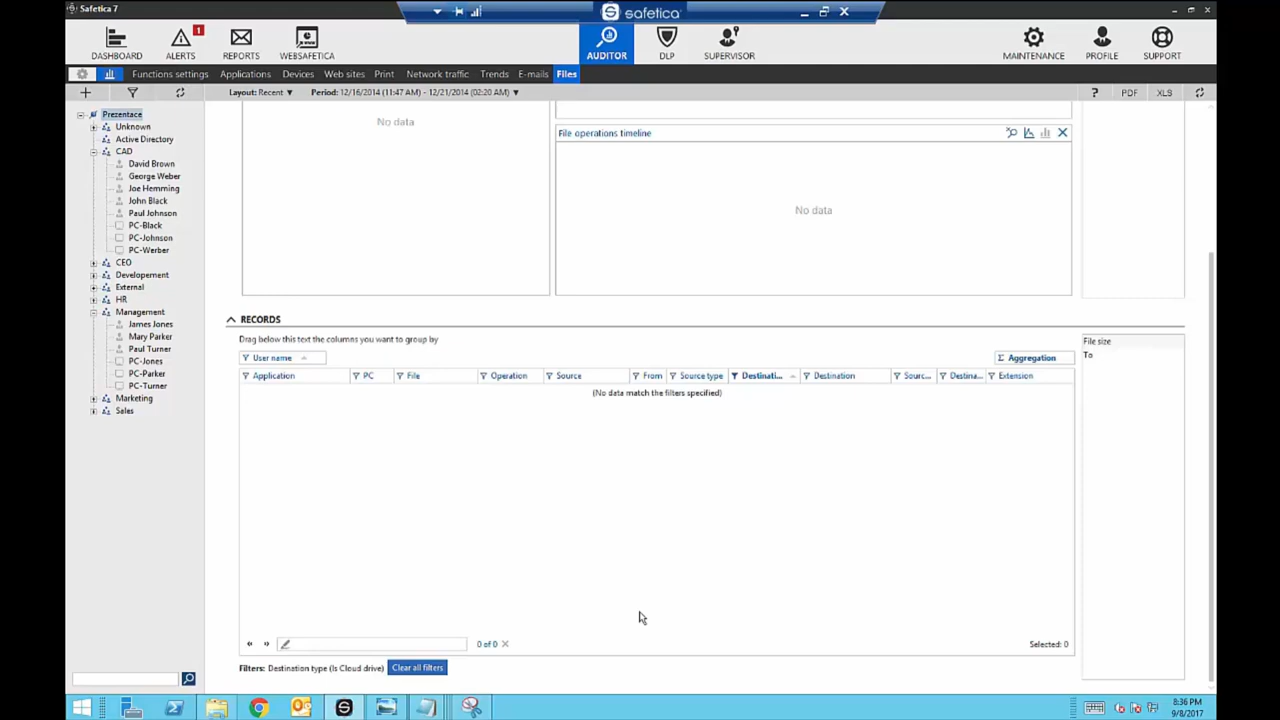 Safetica 7
safetica
DASHBOARD
ALERTS
1
REPORTS
WEBSAFETICA
AUDITOR
DLP
SUPERVISOR
MAINTENANCE
PROFILE
SUPPORT
Functions settings
Applications
Devices
Web sites
Print
Network traffic
Trends
E-mails
Files
Layout: Recent ▼
Period: 12/16/2014 (11:47 AM) - 12/21/2014 (02:20 AM) ▼
?
PDF
XLS
Prezentace
Unknown
Active Directory
CAD
David Brown
George Weber
Joe Hemming
John Black
Paul Johnson
PC-Black
PC-Johnson
PC-Werber
CEO
Developement
External
HR
Management
James Jones
Mary Parker
Paul Turner
PC-Jones
PC-Parker
PC-Turner
Marketing
Sales
No data
File operations timeline
No data
RECORDS
Drag below this text the columns you want to group by
User name
Σ Aggregation
Application
PC
File
Operation
Source
From
Source type
Destinati...
Destination
Sourc...
Destina...
Extension
(No data match the filters specified)
File size
To
0 of 0
Selected: 0
Filters: Destination type (Is Cloud drive)
Clear all filters
8:36 PM
9/8/2017